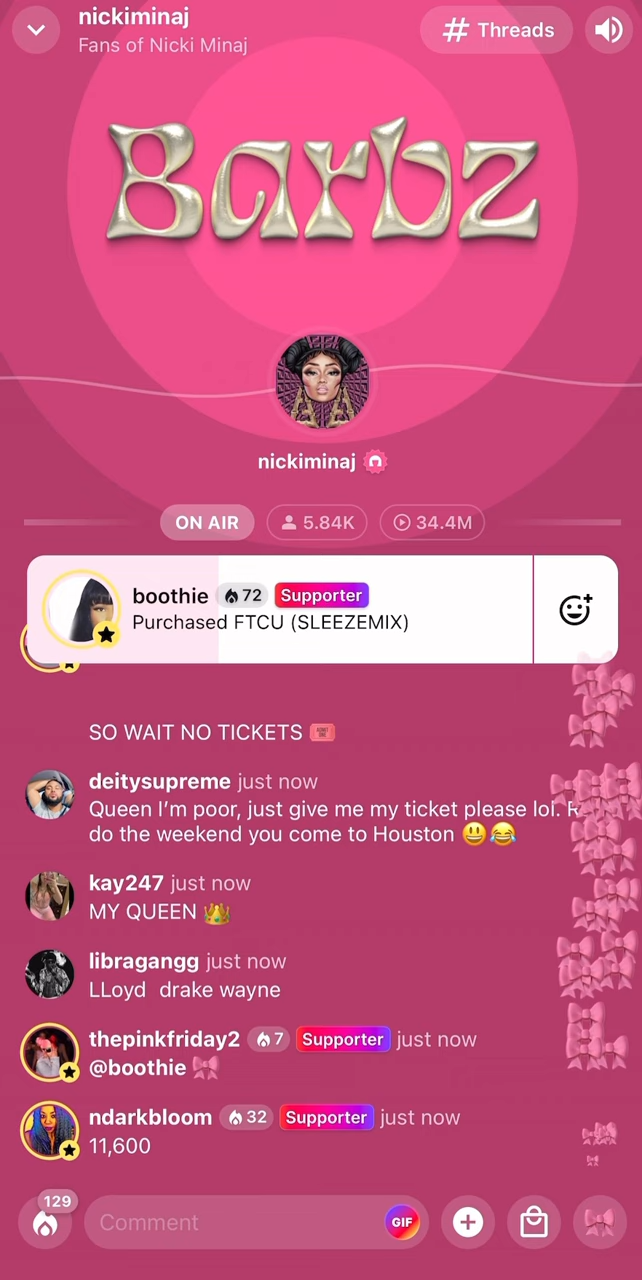 nickiminaj
Fans of Nicki Minaj
# Threads
Barbz
nickiminaj
ON AIR
5.84K
34.4M
boothie 72 Supporter
Purchased FTCU (SLEEZEMIX)
SO WAIT NO TICKETS 🎟️
deitysupreme just now
Queen I’m poor, just give me my ticket please lol.
do the weekend you come to Houston 😃😂
kay247 just now
MY QUEEN 👑
libragangg just now
LLoyd drake wayne
thepinkfriday2 7 Supporter just now
@boothie 🎀
ndarkbloom 32 Supporter just now
11,600
129
Comment
GIF